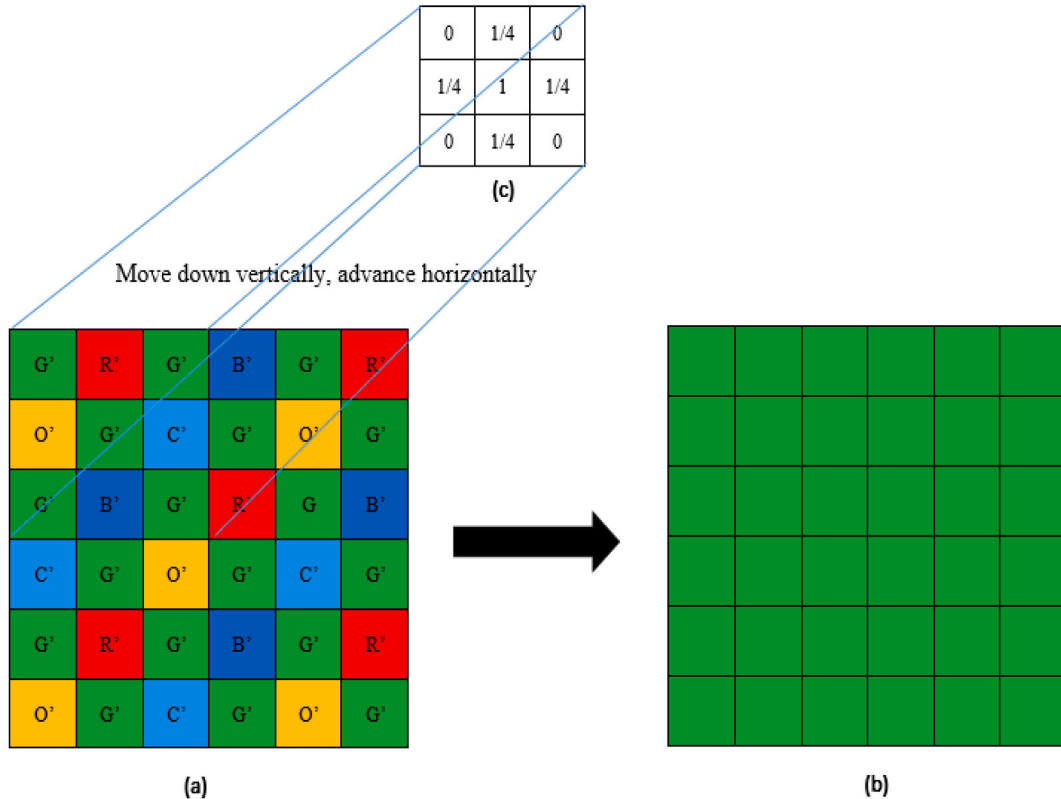 0 1/4 0
1/4 1 1/4
0 1/4 0
(c)
Move down vertically, advance horizontally
G’ R’ G’ B’ G’ R’
O’ G’ C’ G’ O’ G’
G’ B’ G’ R’ G B’
C’ G’ O’ G’ C’ G’
G’ R’ G’ B’ G’ R’
O’ G’ C’ G’ O’ G’
(a)
(b)